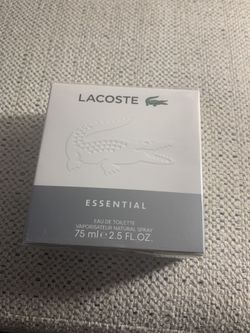 LACOSTE
ESSENTIAL
EAU DE TOILETTE
VAPORISATEUR NATURAL SPRAY
75 ml e 2.5 FL.OZ.